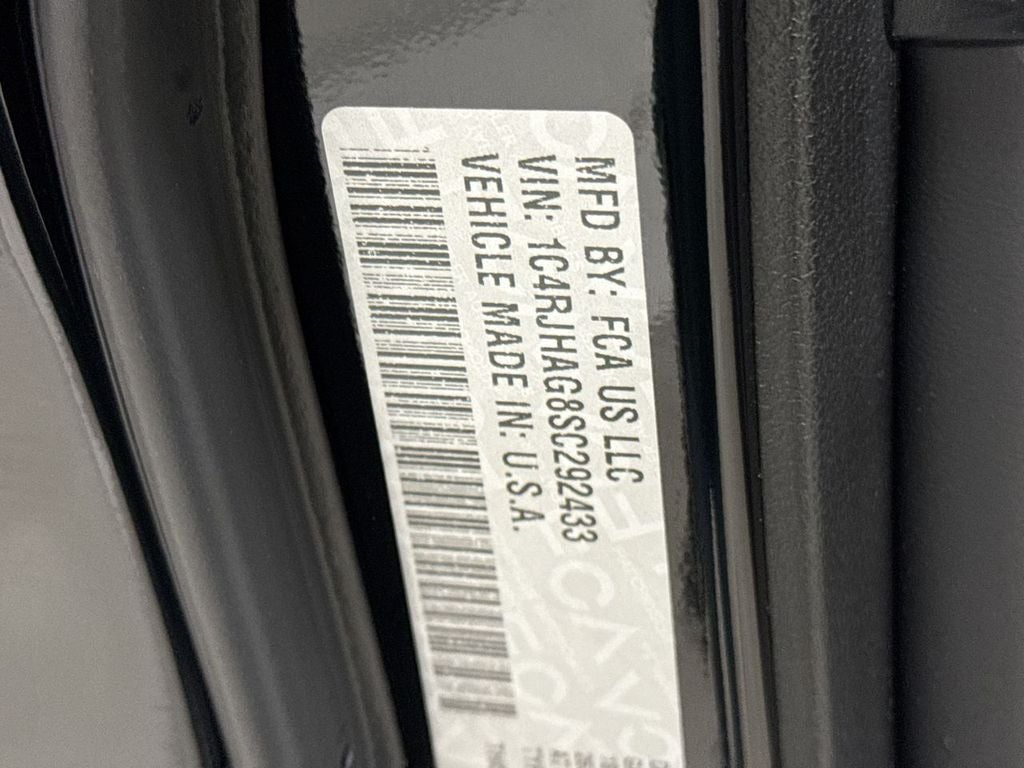 MFD BY: FCA US LLC
VIN: 1C4RJHAG8SC292433
VEHICLE MADE IN: U.S.A.